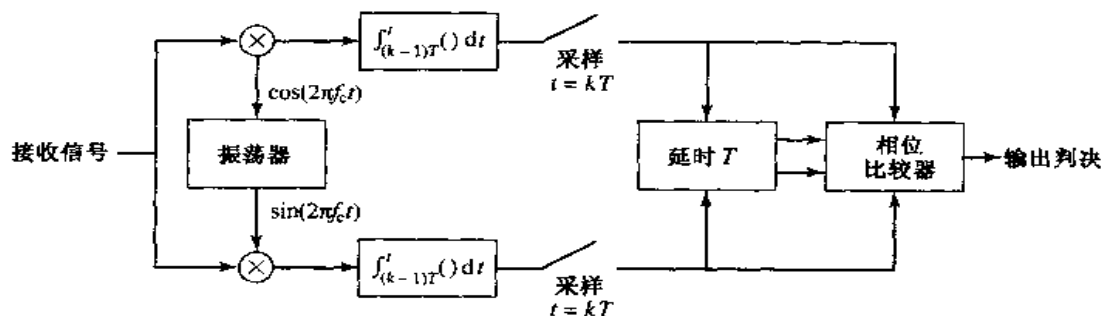 ∫ᵗ₍ₖ₋₁₎T ( ) dt
采样
t = kT
cos(2πf_c t)
接收信号
振荡器
延时 T
相位
比较器
输出判决
sin(2πf_c t)
∫ᵗ₍ₖ₋₁₎T ( ) dt
采样
t = kT